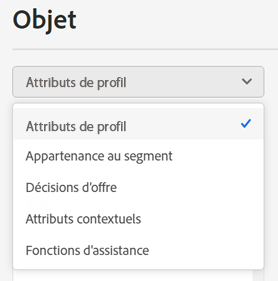 Objet
Attributs de profil
Attributs de profil
Appartenance au segment
Décisions d'offre
Attributs contextuels
Fonctions d'assistance